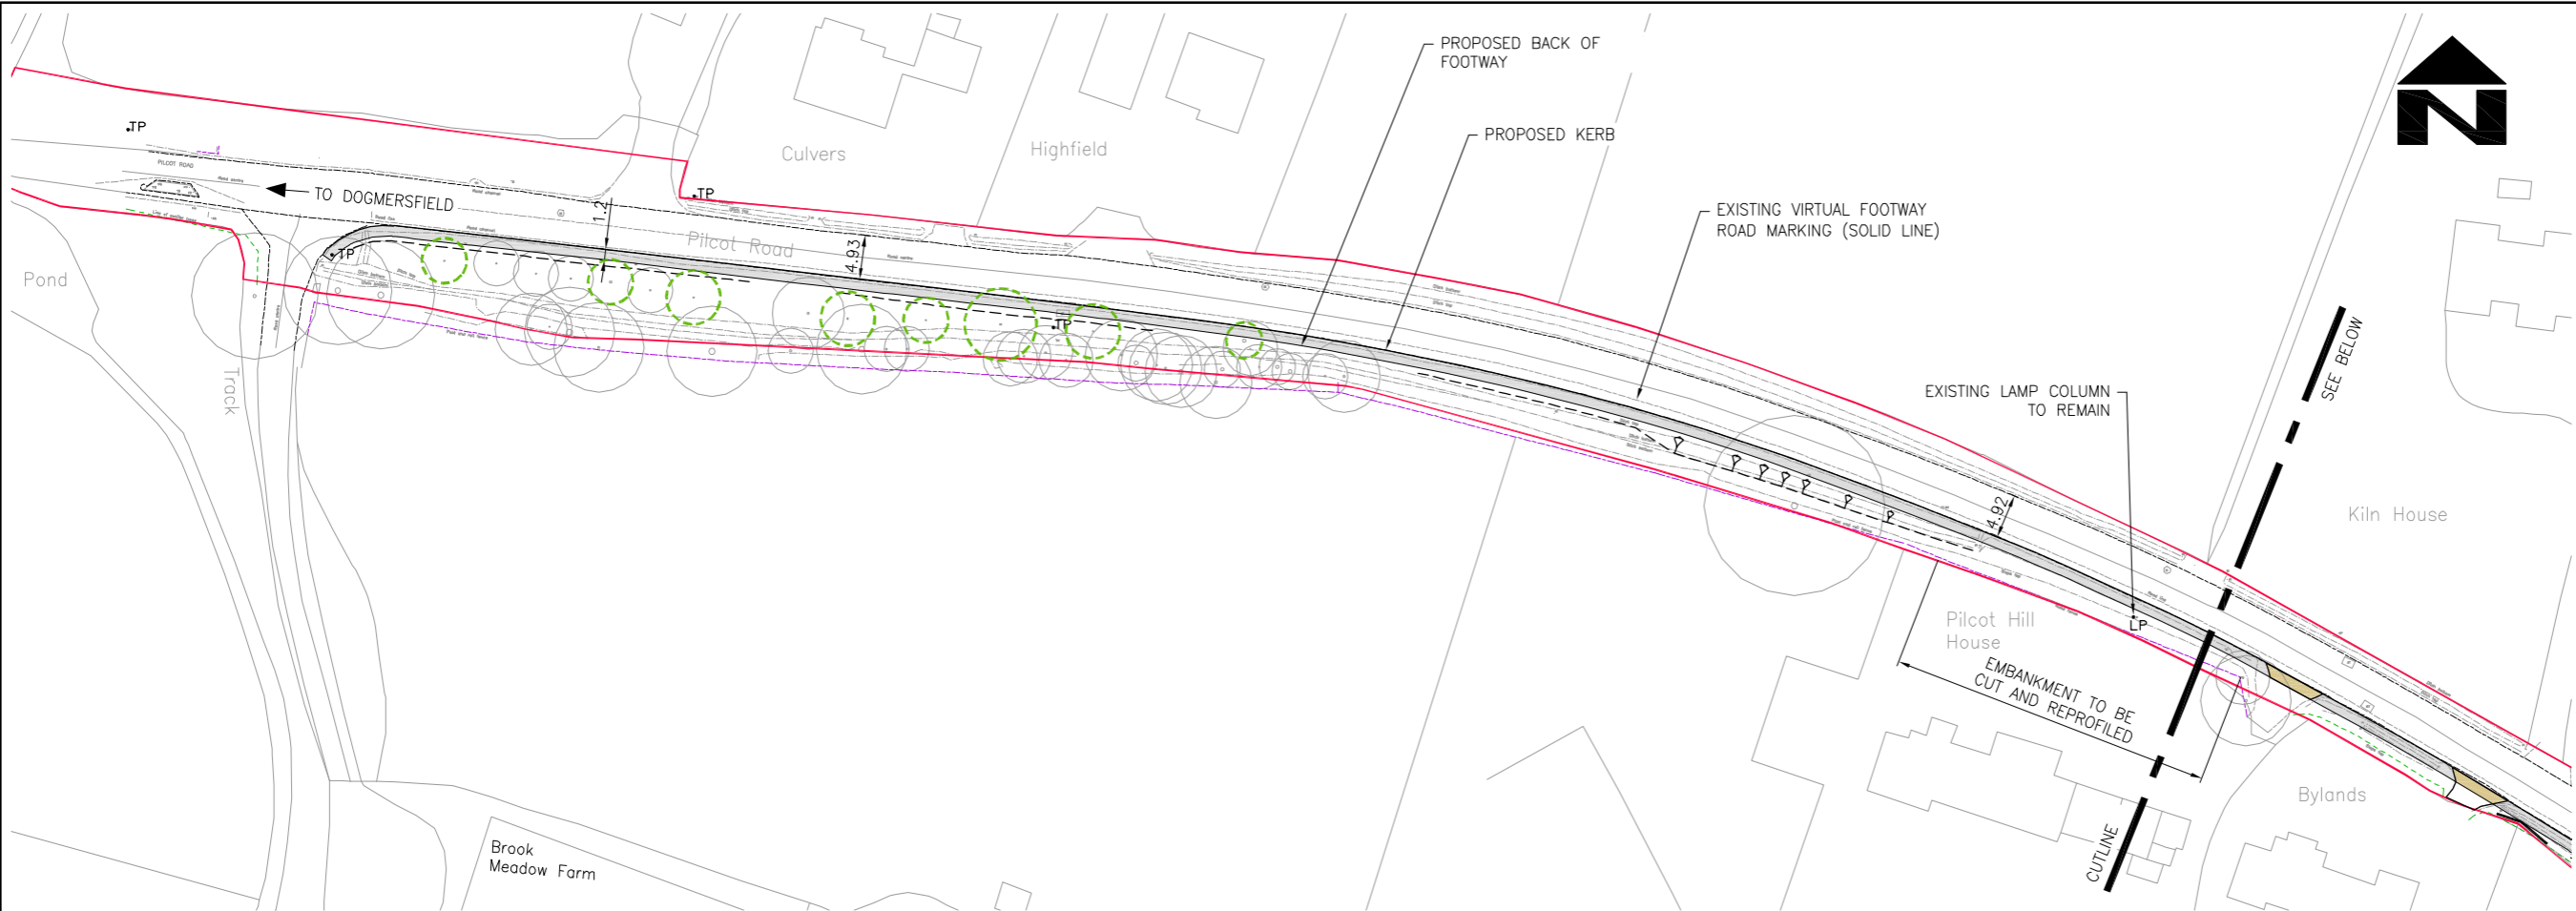 PROPOSED BACK OF
FOOTWAY
PROPOSED KERB
N
TP
PILCOT ROAD
Culvers
Highfield
TO DOGMERSFIELD
TP
1.2
EXISTING VIRTUAL FOOTWAY
ROAD MARKING (SOLID LINE)
Pilcot Road
4.93
TP
Pond
TP
SEE BELOW
Track
EXISTING LAMP COLUMN
TO REMAIN
4.92
Kiln House
LP
Pilcot Hill
House
EMBANKMENT TO BE
CUT AND REPROFILED
Bylands
CUTLINE
Brook
Meadow Farm